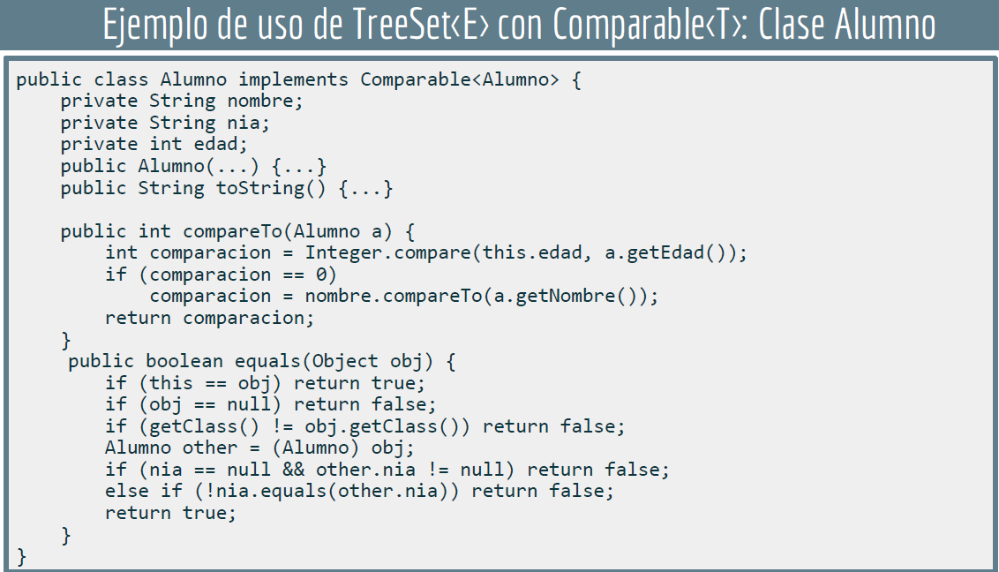 Ejemplo de uso de TreeSet<E> con Comparable<T>: Clase Alumno
public class Alumno implements Comparable<Alumno> {
    private String nombre;
    private String nia;
    private int edad;
    public Alumno(...) {...}
    public String toString() {...}

    public int compareTo(Alumno a) {
        int comparacion = Integer.compare(this.edad, a.getEdad());
        if (comparacion == 0)
            comparacion = nombre.compareTo(a.getNombre());
        return comparacion;
    }
    public boolean equals(Object obj) {
        if (this == obj) return true;
        if (obj == null) return false;
        if (getClass() != obj.getClass()) return false;
        Alumno other = (Alumno) obj;
        if (nia == null && other.nia != null) return false;
        else if (!nia.equals(other.nia)) return false;
        return true;
    }
}